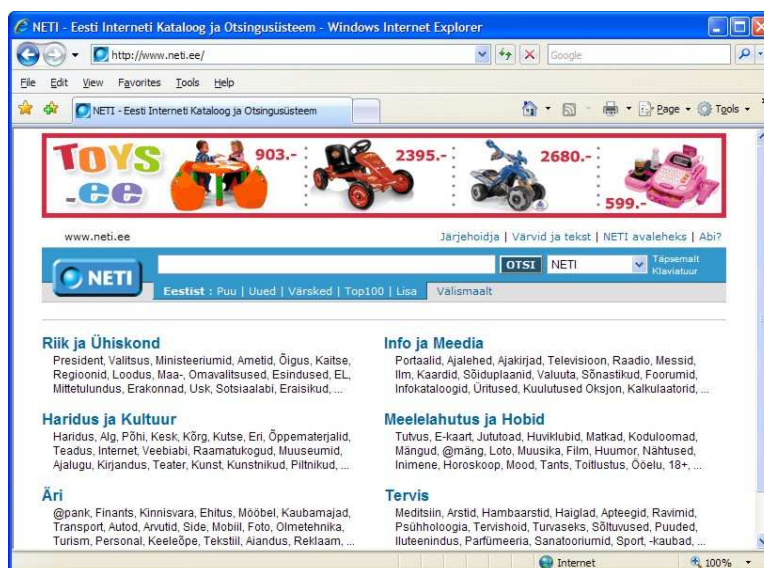 NETI - Eesti Interneti Kataloog ja Otsingusüsteem - Windows Internet Explorer
http://www.neti.ee/
Google
File Edit View Favorites Tools Help
NETI - Eesti Interneti Kataloog ja Otsingusüsteem
Page Tools
TOYS
-ee
903.-
2395.-
2680.-
599.-
www.neti.ee
Järjehoidja | Värvid ja tekst | NETI avaleheks | Abi?
NETI
OTSI
NETI
Täpsemalt
Klaviatuur
Eestist : Puu | Uued | Värsked | Top100 | Lisa
Välismaalt
Riik ja Ühiskond
President, Valitsus, Ministeeriumid, Ametid, Õigus, Kaitse,
Regioonid, Loodus, Maa-, Omavalitsused, Esindused, EL,
Mittetulundus, Erakonnad, Usk, Sotsiaalabi, Eraisikud, ...
Info ja Meedia
Portaalid, Ajalehed, Ajakirjad, Televisioon, Raadio, Messid,
Ilm, Kaardid, Sõiduplaanid, Valuuta, Sõnastikud, Foorumid,
Infokataloogid, Üritused, Kuulutused Oksjon, Kalkulaatorid, ...
Haridus ja Kultuur
Haridus, Alg, Põhi, Kesk, Kõrg, Kutse, Eri, Õppematerjalid,
Teadus, Internet, Veebiabi, Raamatukogud, Muuseumid,
Ajalugu, Kirjandus, Teater, Kunst, Kunstnikud, Piltnikud, ...
Meelelahutus ja Hobid
Tutvus, E-kaart, Jututoad, Huviklubid, Matkad, Koduloomad,
Mängud, @mäng, Loto, Muusika, Film, Huumor, Nähtused,
Inimene, Horoskoop, Mood, Tants, Toitlustus, Ööelu, 18+, ...
Äri
@pank, Finants, Kinnisvara, Ehitus, Mööbel, Kaubamajad,
Transport, Autod, Arvutid, Side, Mobiil, Foto, Olmetehnika,
Turism, Personal, Keeleõpe, Tekstiil, Aiandus, Reklaam, ...
Tervis
Meditsiin, Arstid, Hambaarstid, Haiglad, Apteegid, Ravimid,
Psühholoogia, Tervishoid, Turvaseks, Sõltuvused, Puuded,
Iluteenindus, Parfümeeria, Sanatooriumid, Sport, -kaubad, ...
Internet
100%